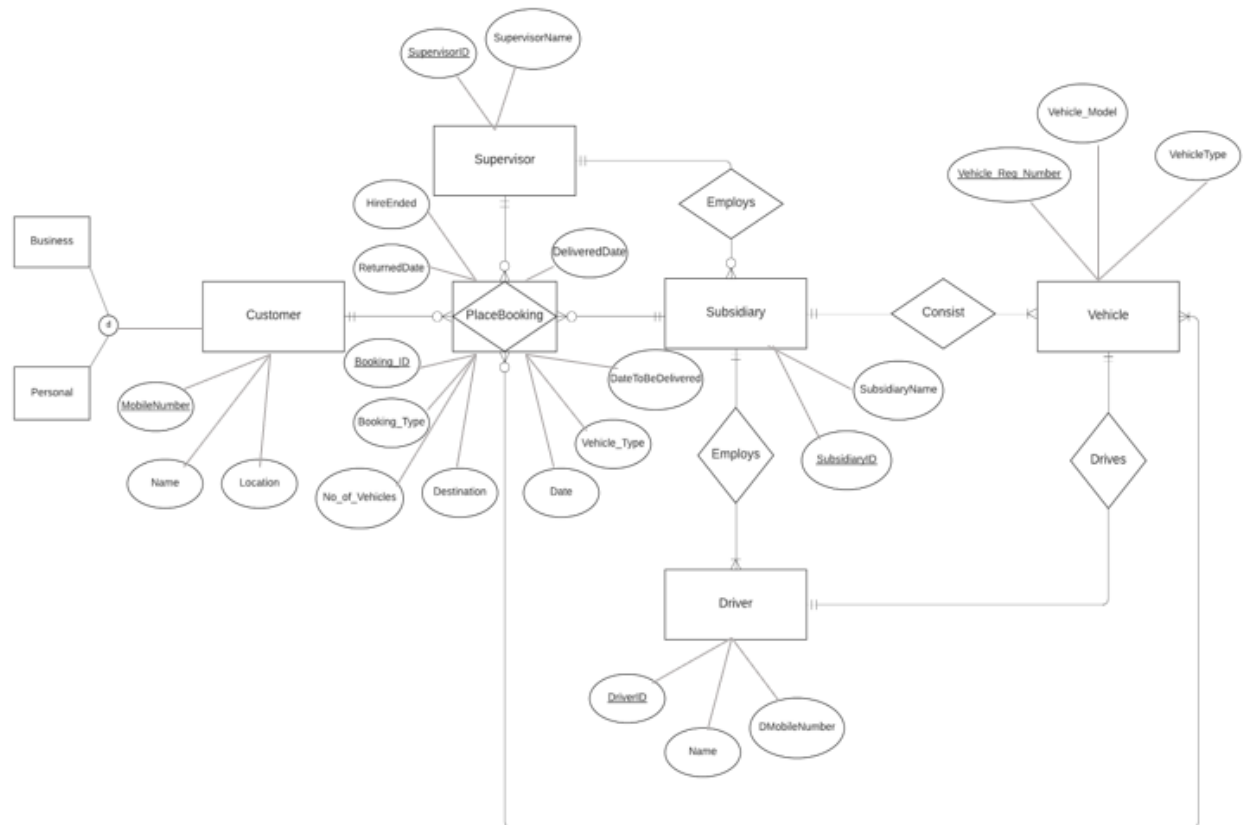 SupervisorName
SupervisorID
Vehicle_Model
VehicleType
Supervisor
Vehicle_Reg_Number
HireEnded
Employs
Business
DeliveredDate
ReturnedDate
Customer
PlaceBooking
Subsidiary
Consist
Vehicle
d
Booking_ID
DateToBeDelivered
SubsidiaryName
Personal
MobileNumber
Booking_Type
Vehicle_Type
Employs
SubsidiaryID
Drives
Name
Location
No_of_Vehicles
Destination
Date
Driver
DriverID
DMobileNumber
Name